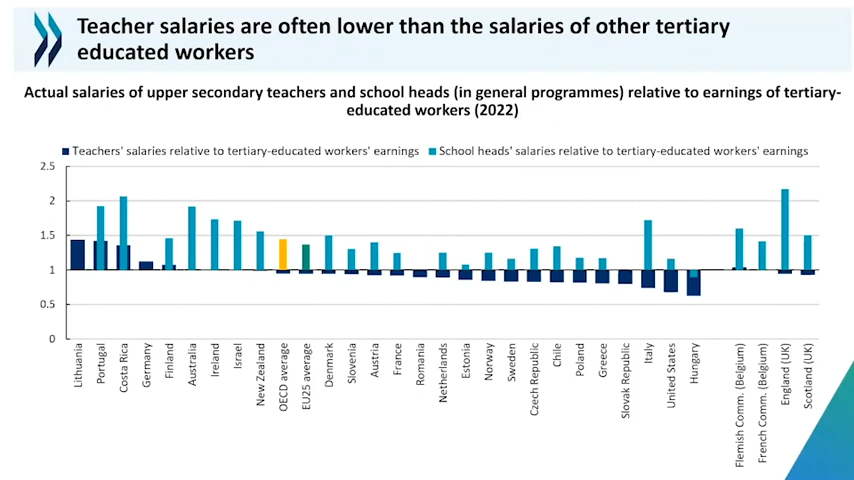 Teacher salaries are often lower than the salaries of other tertiary
educated workers
Actual salaries of upper secondary teachers and school heads (in general programmes) relative to earnings of tertiary-
educated workers (2022)
Teachers' salaries relative to tertiary-educated workers' earnings
School heads' salaries relative to tertiary-educated workers' earnings
2.5
2
1.5
1
0.5
0
Lithuania
Portugal
Costa Rica
Germany
Finland
Australia
Ireland
Israel
New Zealand
OECD average
EU25 average
Denmark
Slovenia
Austria
France
Romania
Netherlands
Estonia
Norway
Sweden
Czech Republic
Chile
Poland
Greece
Slovak Republic
Italy
United States
Hungary
Flemish Comm. (Belgium)
French Comm. (Belgium)
England (UK)
Scotland (UK)